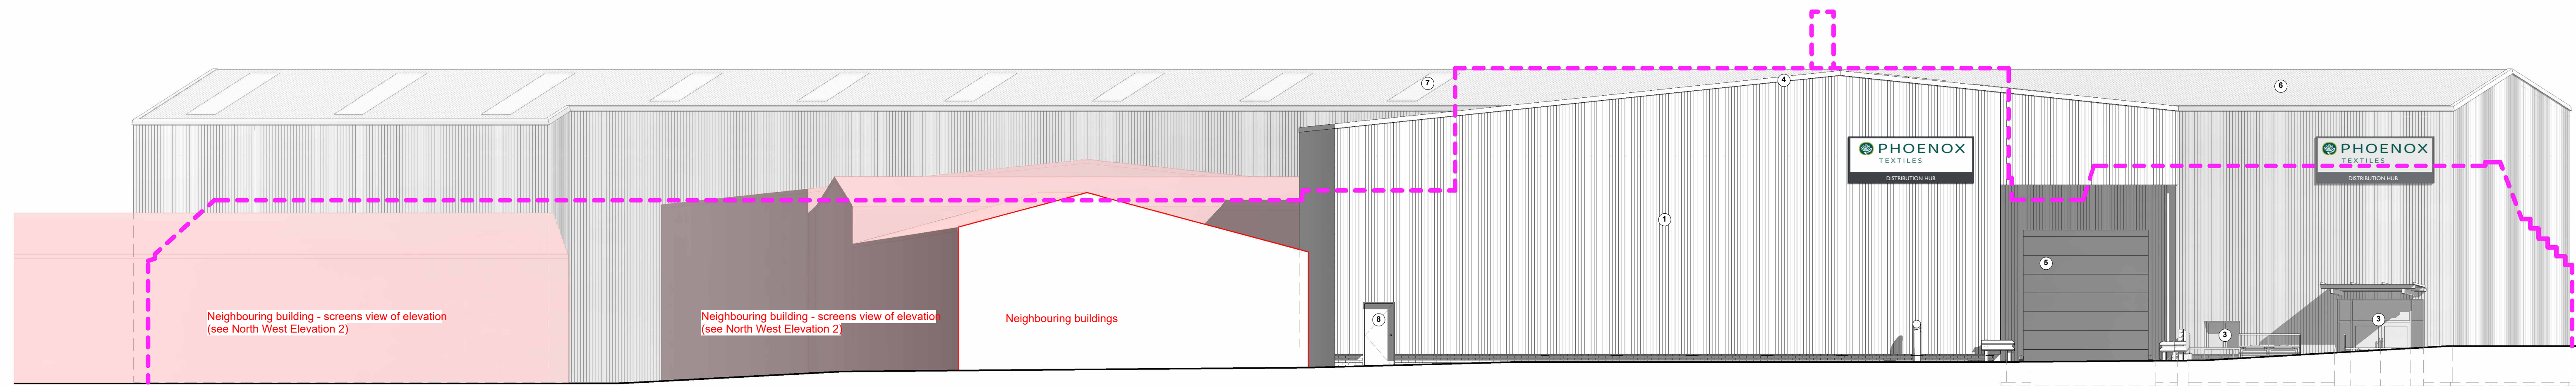 7
4
6
PHOENOX
TEXTILES
DISTRIBUTION HUB
PHOENOX
TEXTILES
DISTRIBUTION HUB
1
5
Neighbouring building - screens view of elevation
(see North West Elevation 2)
Neighbouring building - screens view of elevation
(see North West Elevation 2)
Neighbouring buildings
8
3
3